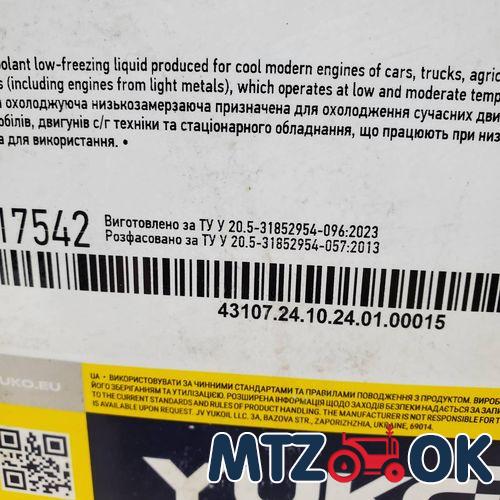 olant low-freezing liquid produced for cool modern engines of cars, trucks, agric
s (including engines from light metals), which operates at low and moderate temp
охолоджуюча низькозамерзаюча призначена для охолодження сучасних дви
білів, двигунів с/г техніки та стаціонарного обладнання, що працюють при низ
а для використання. •
17542 Виготовлено за ТУ У 20.5-31852954-096:2023
Розфасовано за ТУ У 20.5-31852954-057:2013
43107.24.10.24.01.00015
UKO.EU
UA • ВИКОРИСТОВУВАТИ ЗА ЧИННИМИ СТАНДАРТАМИ ТА ПРАВИЛАМИ ПОВОДЖЕННЯ З ПРОДУКТОМ. ВИРОБ
ЙОГО ЗБЕРІГАННЯМ ТА УТИЛІЗАЦІЄЮ. РОЗШИРЕНА ІНФОРМАЦІЯ ЩОДО ЗАХОДІВ БЕЗПЕКИ НАДАЄТЬСЯ ЗА ЗАП
TO THE CURRENT STANDARDS AND RULES OF PRODUCT HANDLING. THE MANUFACTURER IS NOT RESPONSIBLE FOR T
IS AVAILABLE UPON REQUEST. JV YUKOIL LLC, 3A, BAZOVA STR., ZAPORIZHZHIA, UKRAINE, 69014.
YUKO
MTZ OK